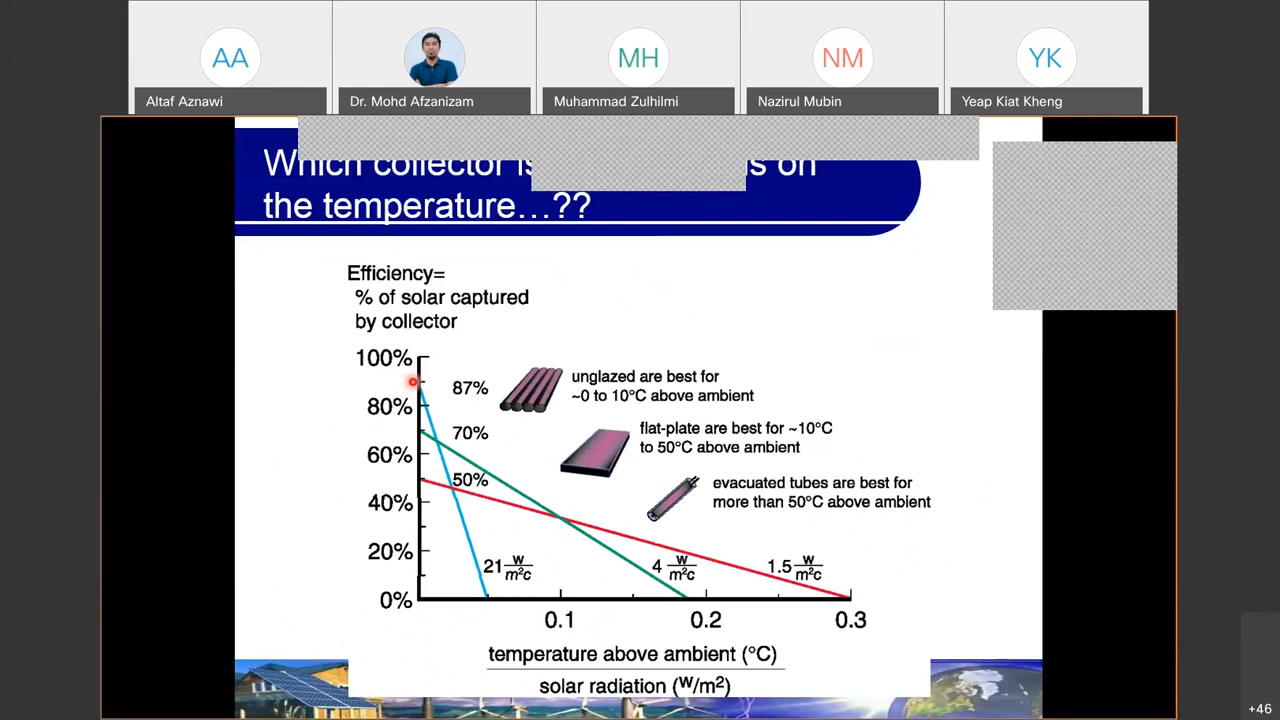 AA
MH
NM
YK
Altaf Aznawi
Dr. Mohd Afzanizam
Muhammad Zulhilmi
Nazirul Mubin
Yeap Kiat Kheng
Which collector is s on
the temperature…??
Efficiency=
% of solar captured
by collector
100%
87%
unglazed are best for
~0 to 10°C above ambient
80%
70%
flat-plate are best for ~10°C
to 50°C above ambient
60%
50%
evacuated tubes are best for
more than 50°C above ambient
40%
20%
21 w/m²c
4 w/m²c
1.5 w/m²c
0%
0.1
0.2
0.3
temperature above ambient (°C)
solar radiation (W/m²)
+46